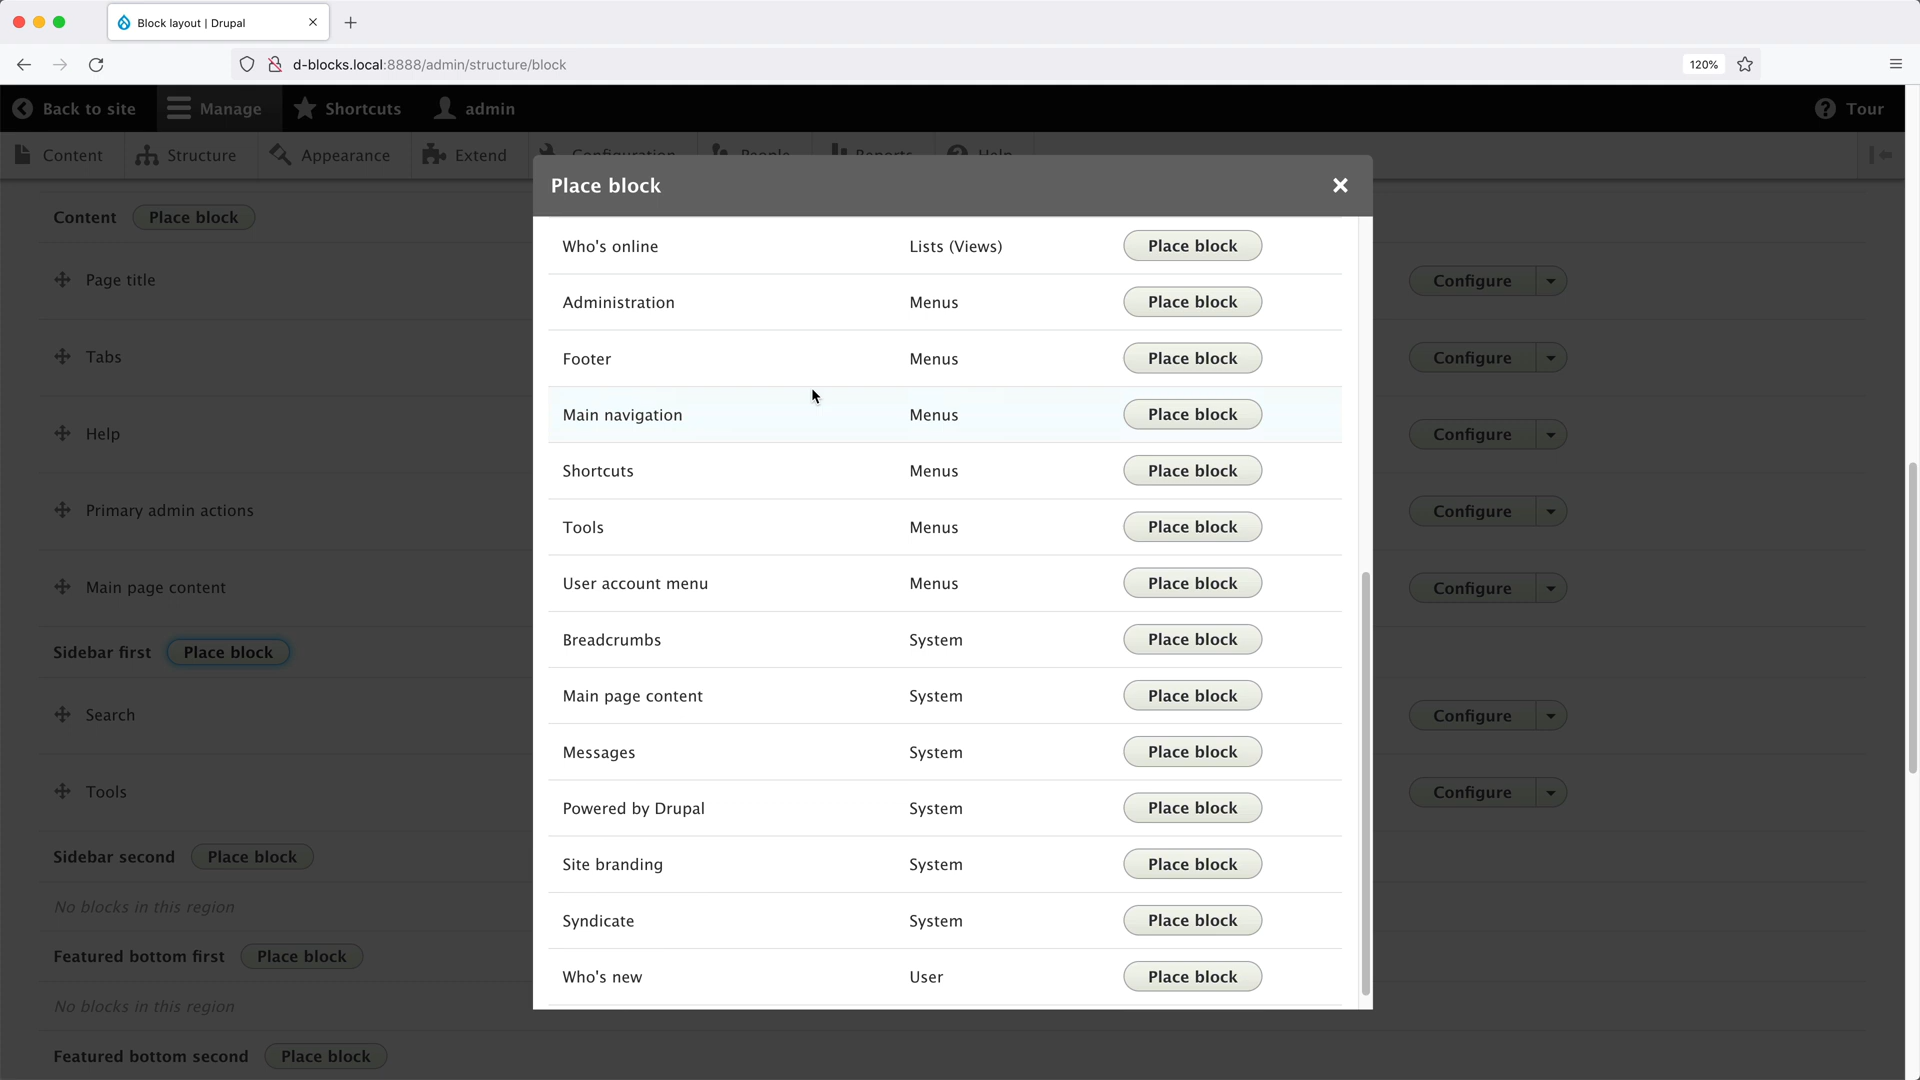 Block layout | Drupal
d-blocks.local:8888/admin/structure/block
120%
Back to site
Manage
Shortcuts
admin
Tour
Content
Structure
Appearance
Extend
Configuration
People
Reports
Help
Place block
Content
Place block
Page title
Configure
Tabs
Configure
Help
Configure
Primary admin actions
Configure
Main page content
Configure
Sidebar first
Place block
Search
Configure
Tools
Configure
Sidebar second
Place block
No blocks in this region
Featured bottom first
Place block
No blocks in this region
Featured bottom second
Place block
Who's online Lists (Views) Place block
Administration Menus Place block
Footer Menus Place block
Main navigation Menus Place block
Shortcuts Menus Place block
Tools Menus Place block
User account menu Menus Place block
Breadcrumbs System Place block
Main page content System Place block
Messages System Place block
Powered by Drupal System Place block
Site branding System Place block
Syndicate System Place block
Who's new User Place block